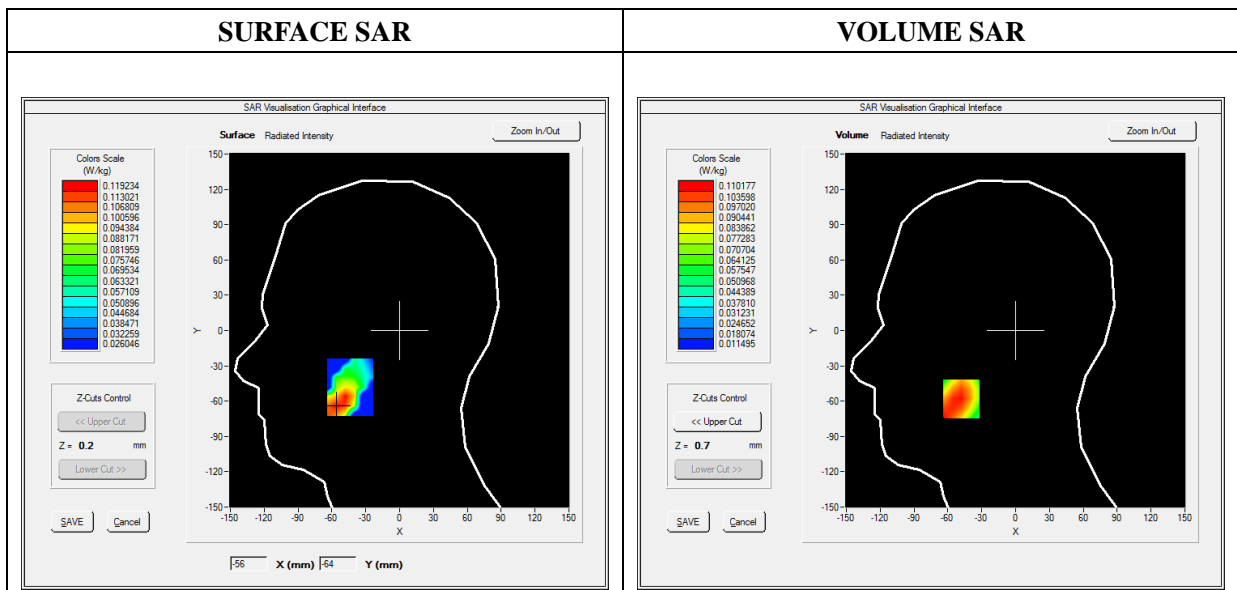 SURFACE SAR
VOLUME SAR
SAR Visualisation Graphical Interface
Surface Radiated Intensity
Zoom In/Out
Colors Scale
(W/kg)
0.119234
0.113021
0.106809
0.100596
0.094384
0.088171
0.081959
0.075746
0.069534
0.063321
0.057109
0.050896
0.044684
0.038471
0.032259
0.026046
Z-Cuts Control
<< Upper Cut
Z = 0.2 mm
Lower Cut >>
SAVE Cancel
150
120
90
60
30
0
-30
-60
-90
-120
-150
Y
-150 -120 -90 -60 -30 0 30 60 90 120 150
X
-56 X (mm) -64 Y (mm)
SAR Visualisation Graphical Interface
Volume Radiated Intensity
Zoom In/Out
Colors Scale
(W/kg)
0.110177
0.103598
0.097020
0.090441
0.083862
0.077283
0.070704
0.064125
0.057547
0.050968
0.044389
0.037810
0.031231
0.024652
0.018074
0.011495
Z-Cuts Control
<< Upper Cut
Z = 0.7 mm
Lower Cut >>
SAVE Cancel
150
120
90
60
30
0
-30
-60
-90
-120
-150
Y
-150 -120 -90 -60 -30 0 30 60 90 120 150
X